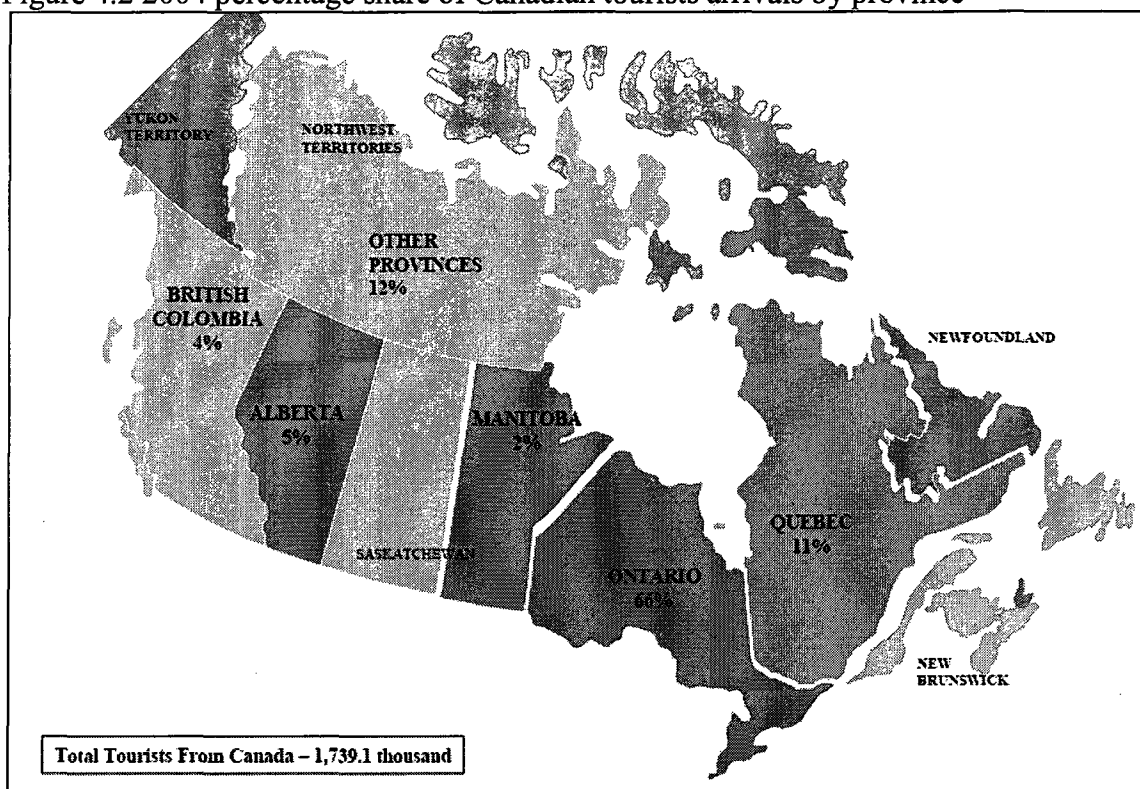 Figure 4.2 2004 percentage share of Canadian tourists arrivals by province
YUKON
TERRITORY
NORTHWEST
TERRITORIES
OTHER
PROVINCES
12%
BRITISH
COLOMBIA
4%
NEWFOUNDLAND
ALBERTA
5%
MANITOBA
2%
QUEBEC
11%
SASKATCHEWAN
ONTARIO
66%
NEW
BRUNSWICK
Total Tourists From Canada – 1,739.1 thousand